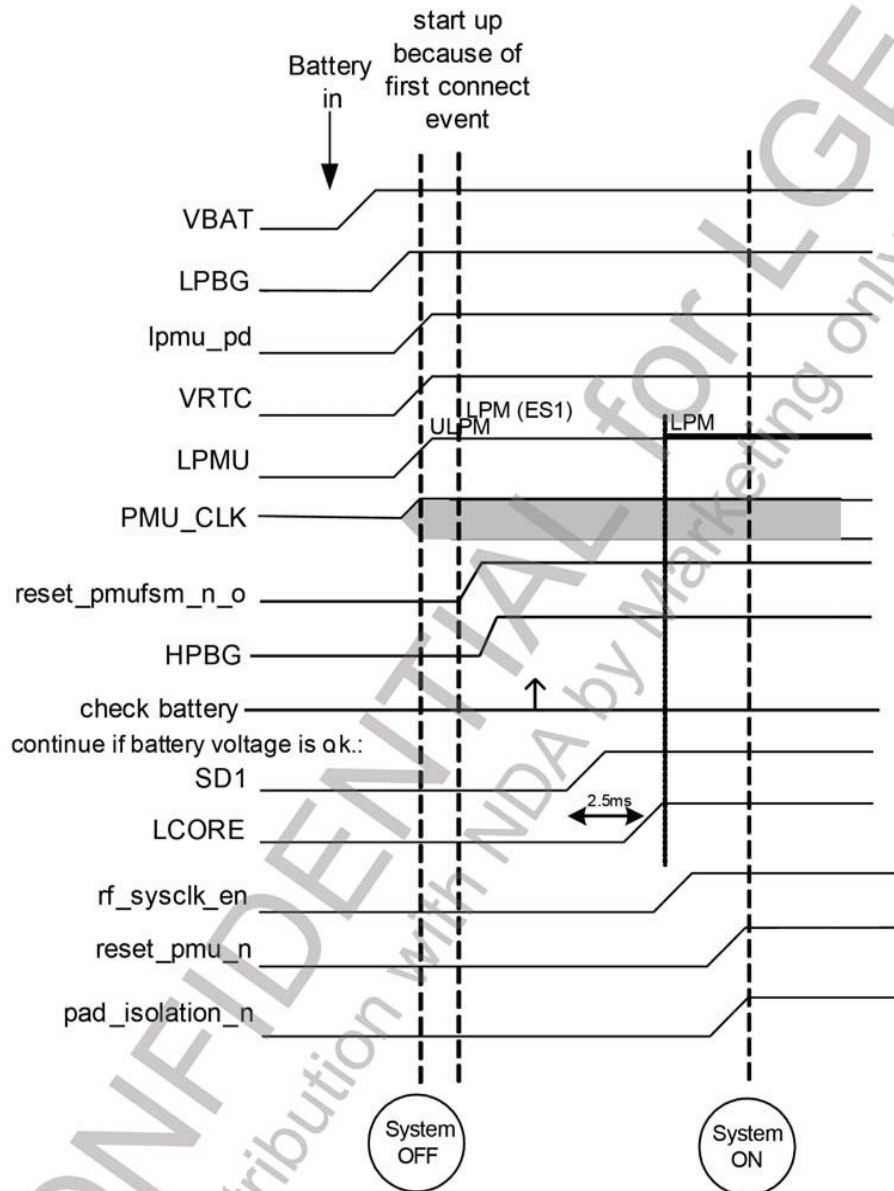 start up
because of
first connect
event
Battery
in
VBAT
LPBG
lpmu_pd
VRTC
LPM (ES1)
ULPM
LPM
LPMU
PMU_CLK
reset_pmufsm_n_o
HPBG
check battery
continue if battery voltage is ok.:
SD1
2.5ms
LCORE
rf_sysclk_en
reset_pmu_n
pad_isolation_n
System
OFF
System
ON
ONFIDENTIAL for LGE
tribution with NDA by Marketing only